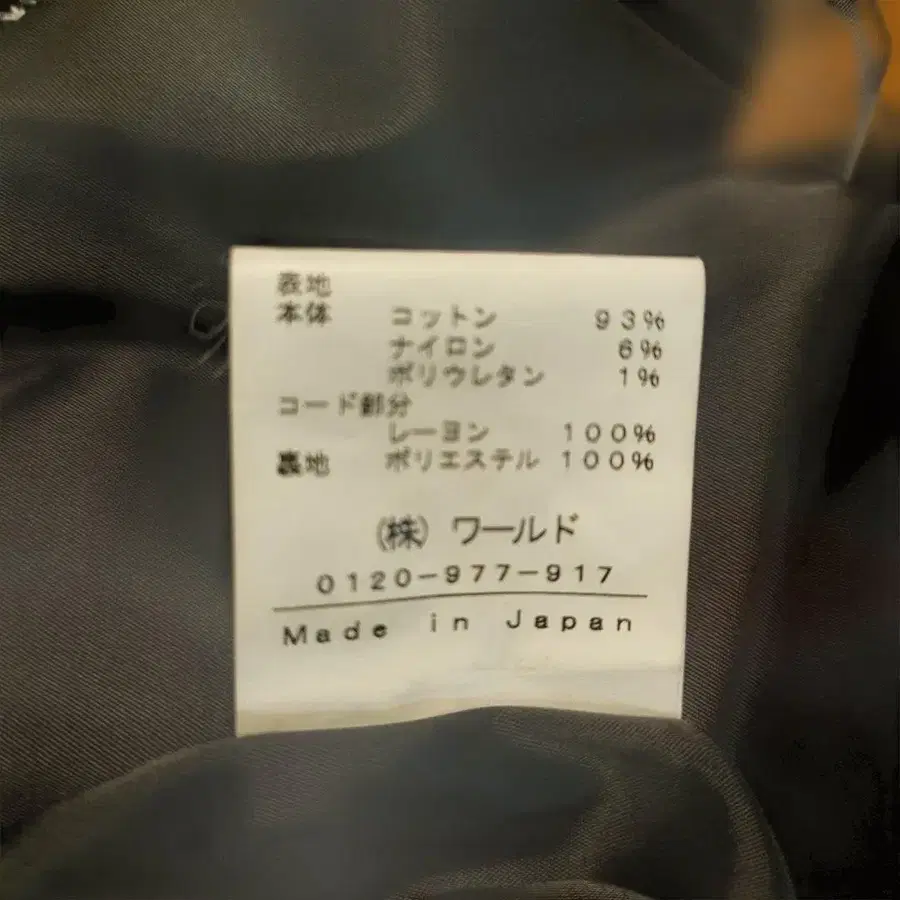 表地
本体 コットン 93%
ナイロン 6%
ポリウレタン 1%
コード部分
レーヨン 100%
裏地 ポリエステル 100%
(株) ワールド
0120-977-917
Made in Japan